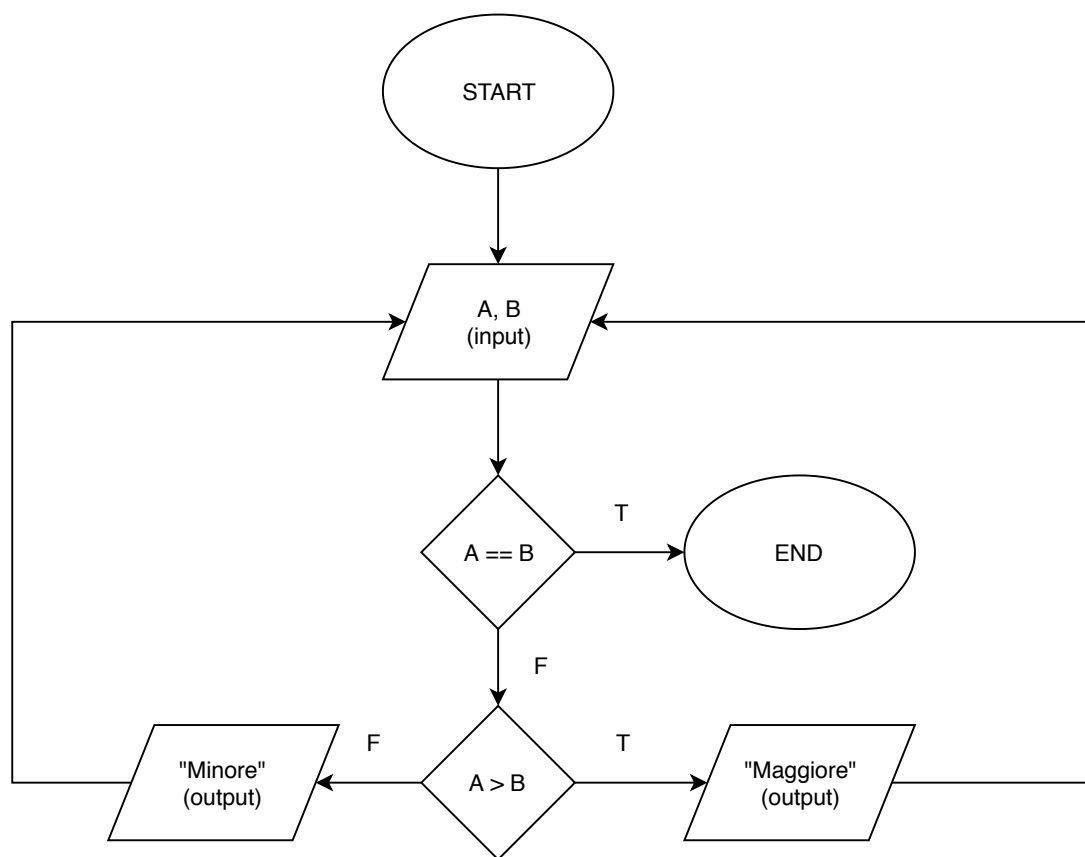 START
A, B
(input)
A == B
T
END
F
"Minore"
(output)
F
A > B
T
"Maggiore"
(output)